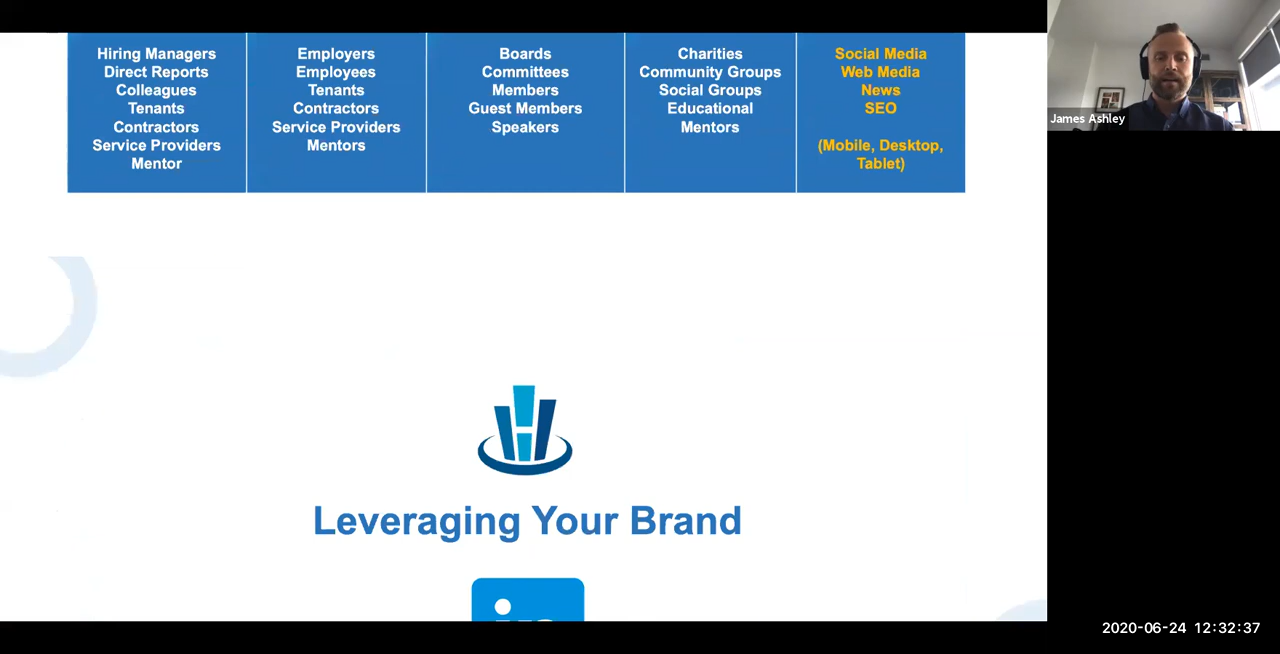 Hiring Managers
Direct Reports
Colleagues
Tenants
Contractors
Service Providers
Mentor
Employers
Employees
Tenants
Contractors
Service Providers
Mentors
Boards
Committees
Members
Guest Members
Speakers
Charities
Community Groups
Social Groups
Educational
Mentors
Social Media
Web Media
News
SEO
(Mobile, Desktop,
Tablet)
James Ashley
Leveraging Your Brand
in
2020-06-24 12:32:37